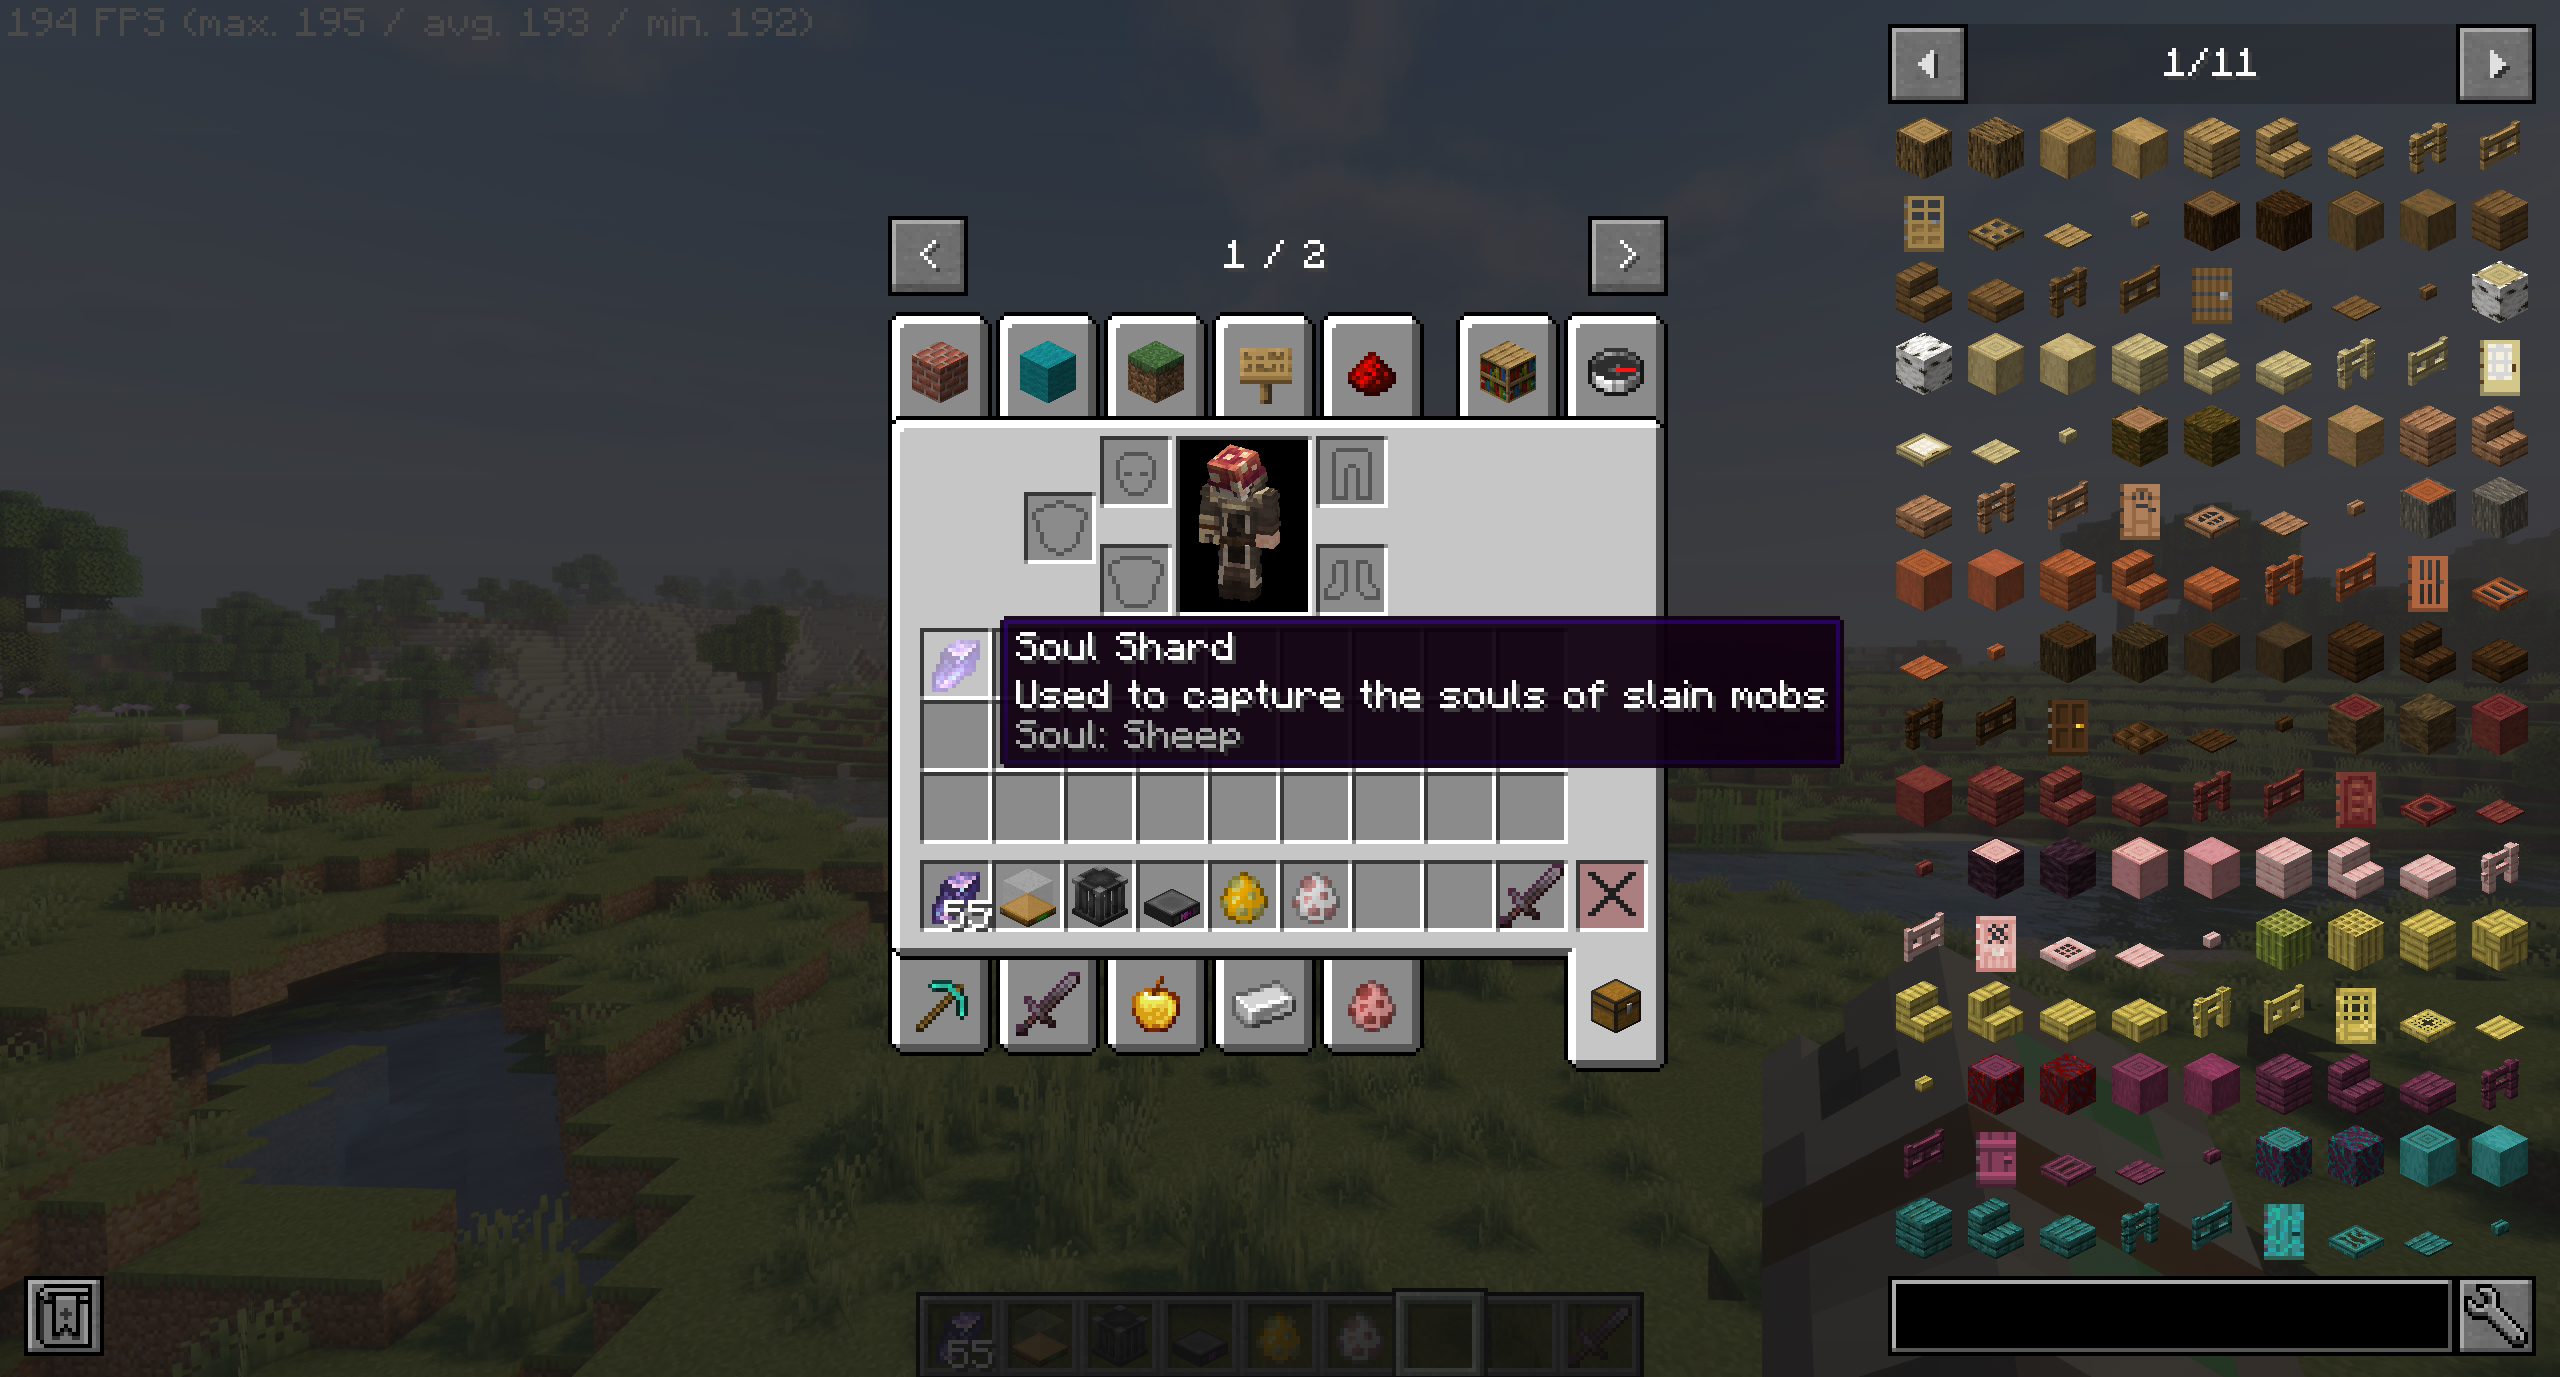 194 FPS (max. 195 / avg. 193 / min. 192)
1/11
< 1 / 2 >
Soul Shard
Used to capture the souls of slain mobs
Soul: Sheep
55
55